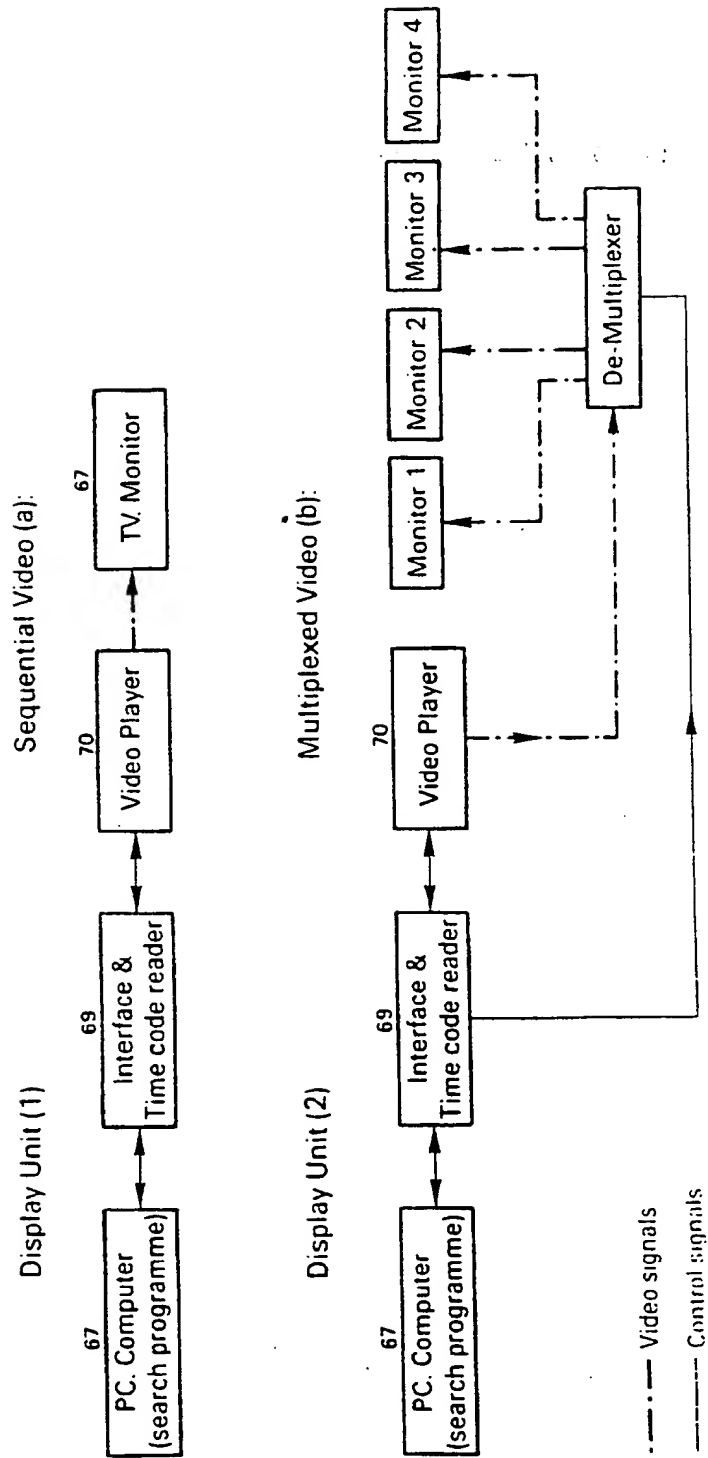 Display Unit (1)
Sequential Video (a):
67
PC. Computer
(search programme)
69
Interface &
Time code reader
70
Video Player
67
TV. Monitor
Display Unit (2)
Multiplexed Video (b):
67
PC. Computer
(search programme)
69
Interface &
Time code reader
70
Video Player
Monitor 1
Monitor 2
Monitor 3
Monitor 4
De-Multiplexer
Video signals
Control signals